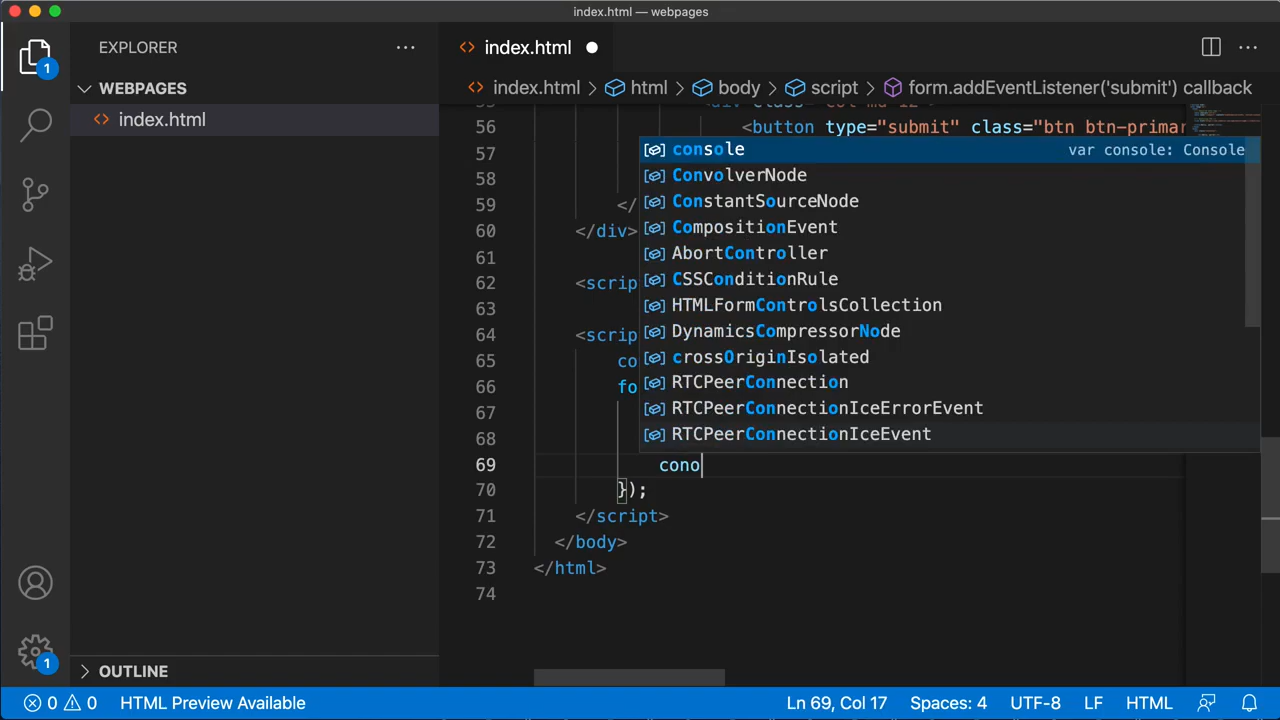 index.html — webpages
EXPLORER
index.html
WEBPAGES
index.html
index.html html body script form.addEventListener('submit') callback
56 <button type="submit" class="btn btn-primar
57
58
59 </
60 </div>
61
62 <scrip
63
64 <scrip
65 co
66 fo
67
68
69 cono
70 });
71 </script>
72 </body>
73 </html>
74
console var console: Console
ConvolverNode
ConstantSourceNode
CompositionEvent
AbortController
CSSConditionRule
HTMLFormControlsCollection
DynamicsCompressorNode
crossOriginIsolated
RTCPeerConnection
RTCPeerConnectionIceErrorEvent
RTCPeerConnectionIceEvent
1
1
OUTLINE
0 0 HTML Preview Available Ln 69, Col 17 Spaces: 4 UTF-8 LF HTML